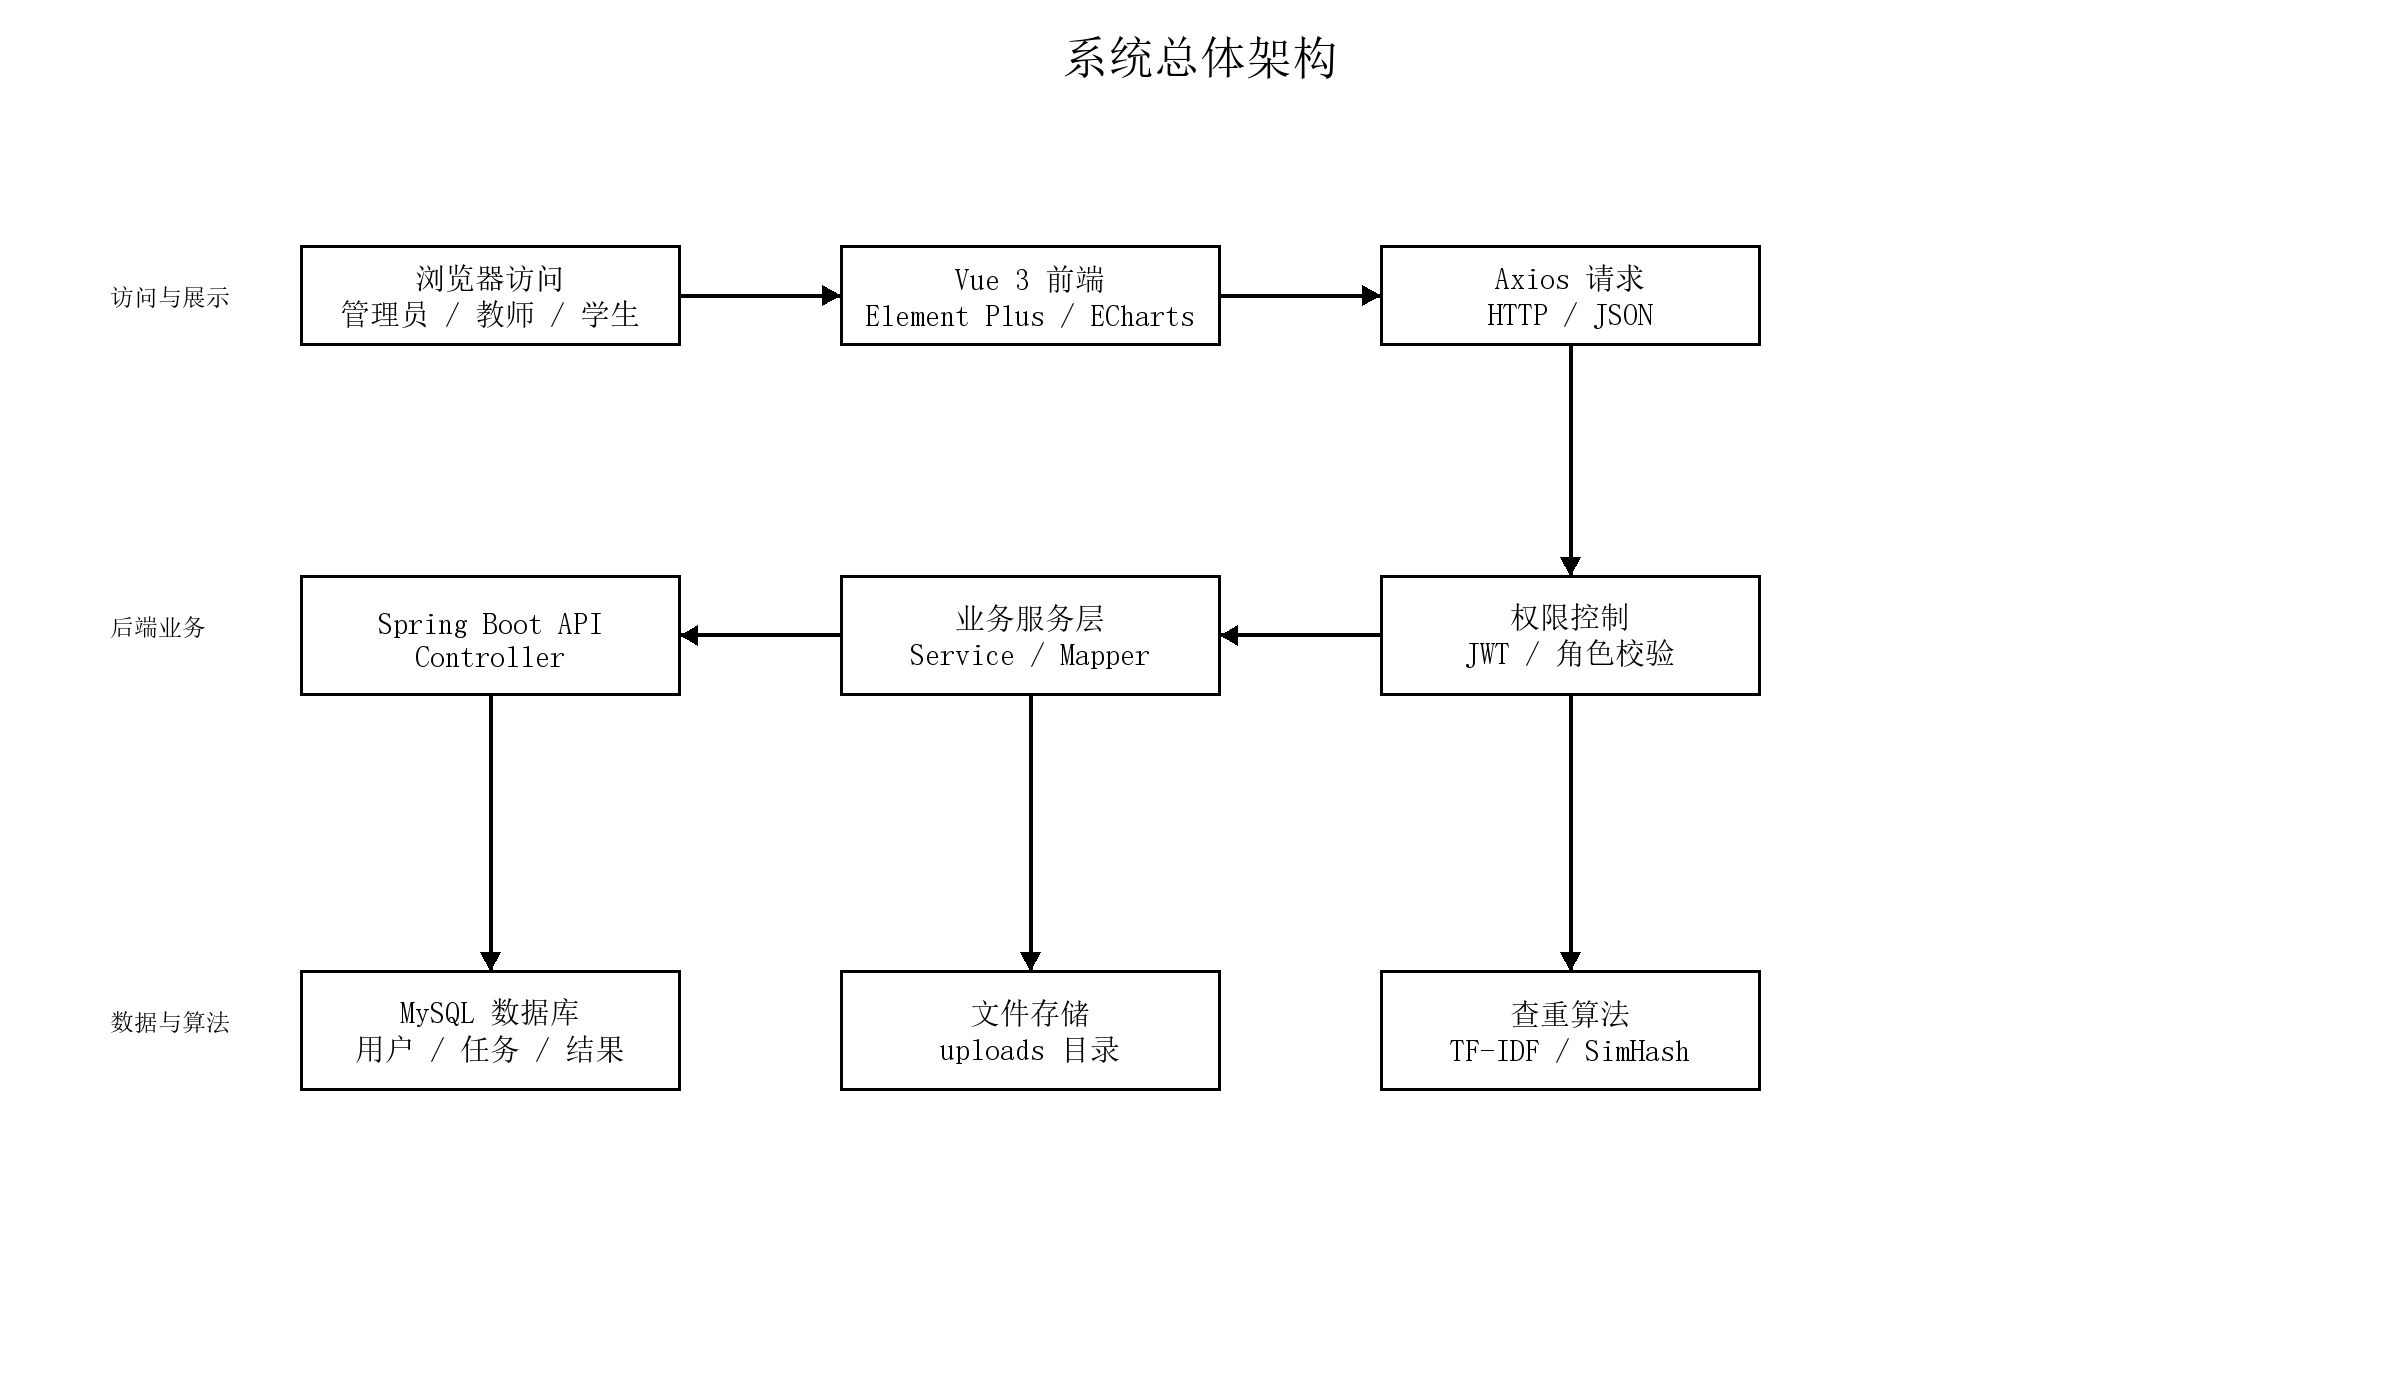 系统总体架构
访问与展示
浏览器访问
管理员 / 教师 / 学生
Vue 3 前端
Element Plus / ECharts
Axios 请求
HTTP / JSON
后端业务
Spring Boot API
Controller
业务服务层
Service / Mapper
权限控制
JWT / 角色校验
数据与算法
MySQL 数据库
用户 / 任务 / 结果
文件存储
uploads 目录
查重算法
TF-IDF / SimHash